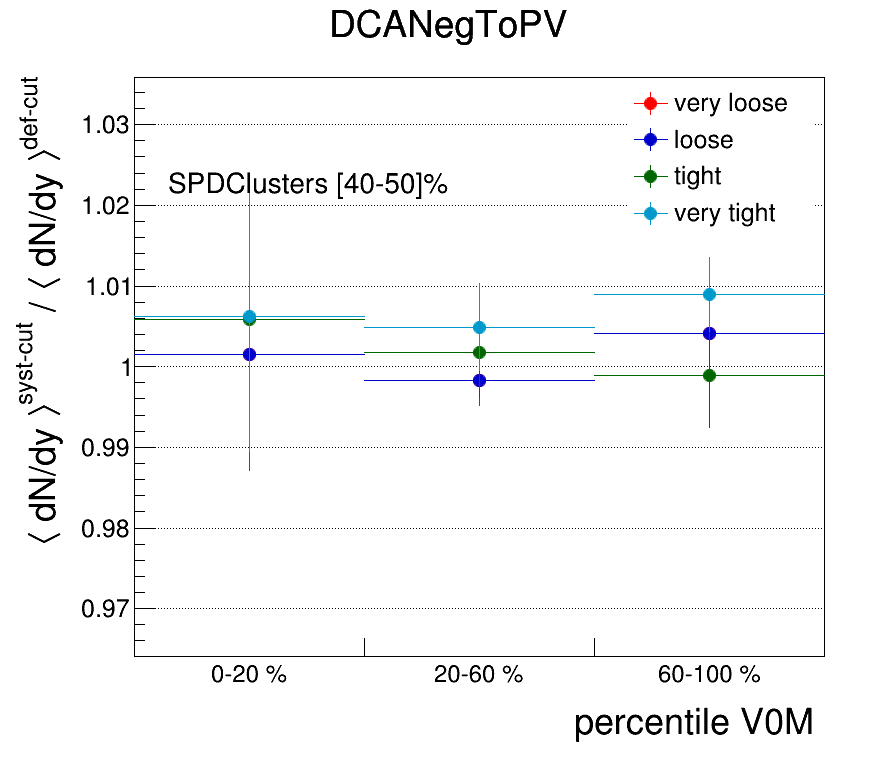 DCANegToPV
⟨ dN/dy ⟩^syst-cut / ⟨ dN/dy ⟩^def-cut
1.03
1.02
1.01
1
0.99
0.98
0.97
SPDClusters [40-50]%
very loose
loose
tight
very tight
0-20 %
20-60 %
60-100 %
percentile V0M